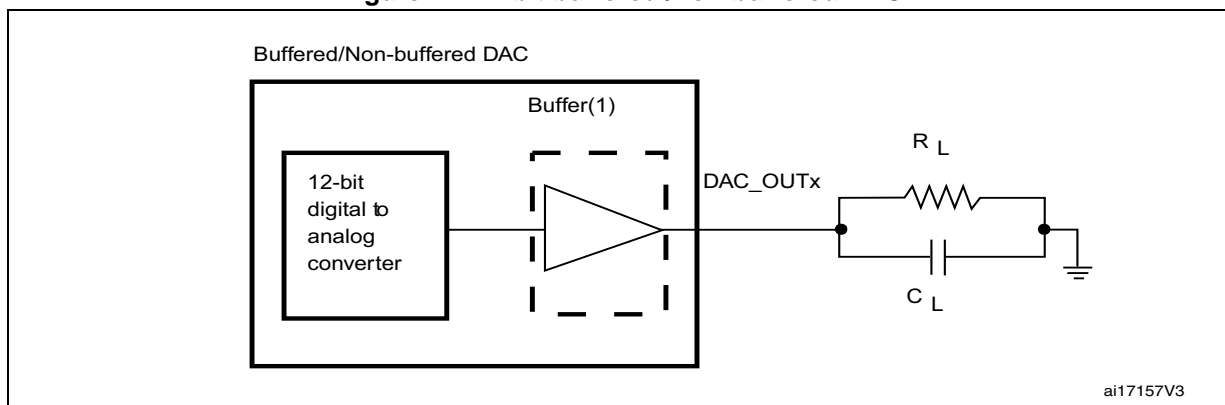 Buffered/Non-buffered DAC
Buffer(1)
12-bit
digital to
analog
converter
DAC_OUTx
R L
C L
ai17157V3